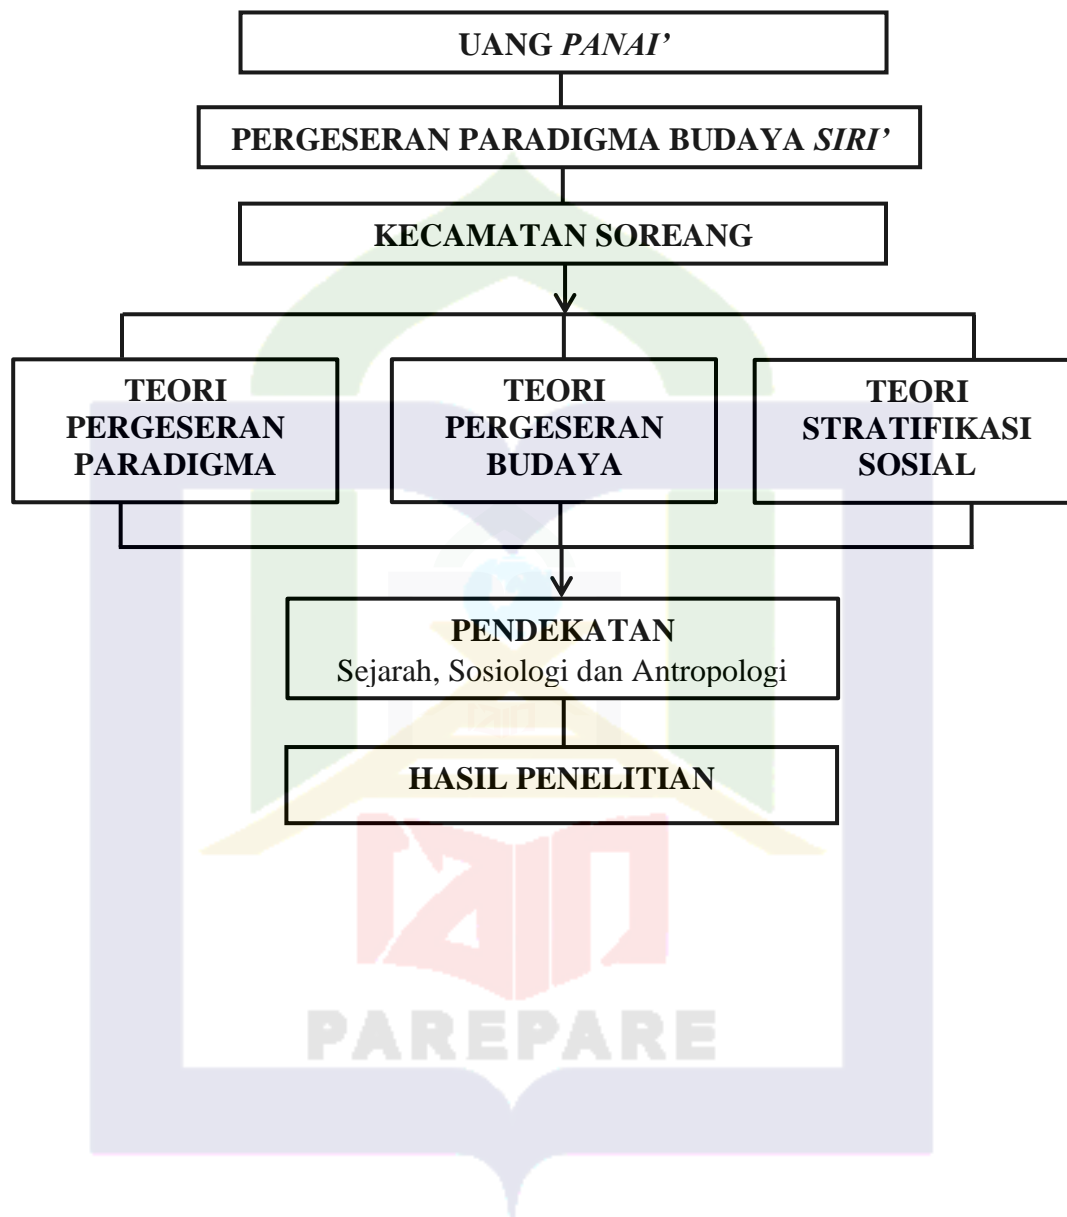 UANG PANAI’
PERGESERAN PARADIGMA BUDAYA SIRI’
KECAMATAN SOREANG
TEORI
PERGESERAN
PARADIGMA
TEORI
PERGESERAN
BUDAYA
TEORI
STRATIFIKASI
SOSIAL
PENDEKATAN
Sejarah, Sosiologi dan Antropologi
HASIL PENELITIAN
iain
PAREPARE